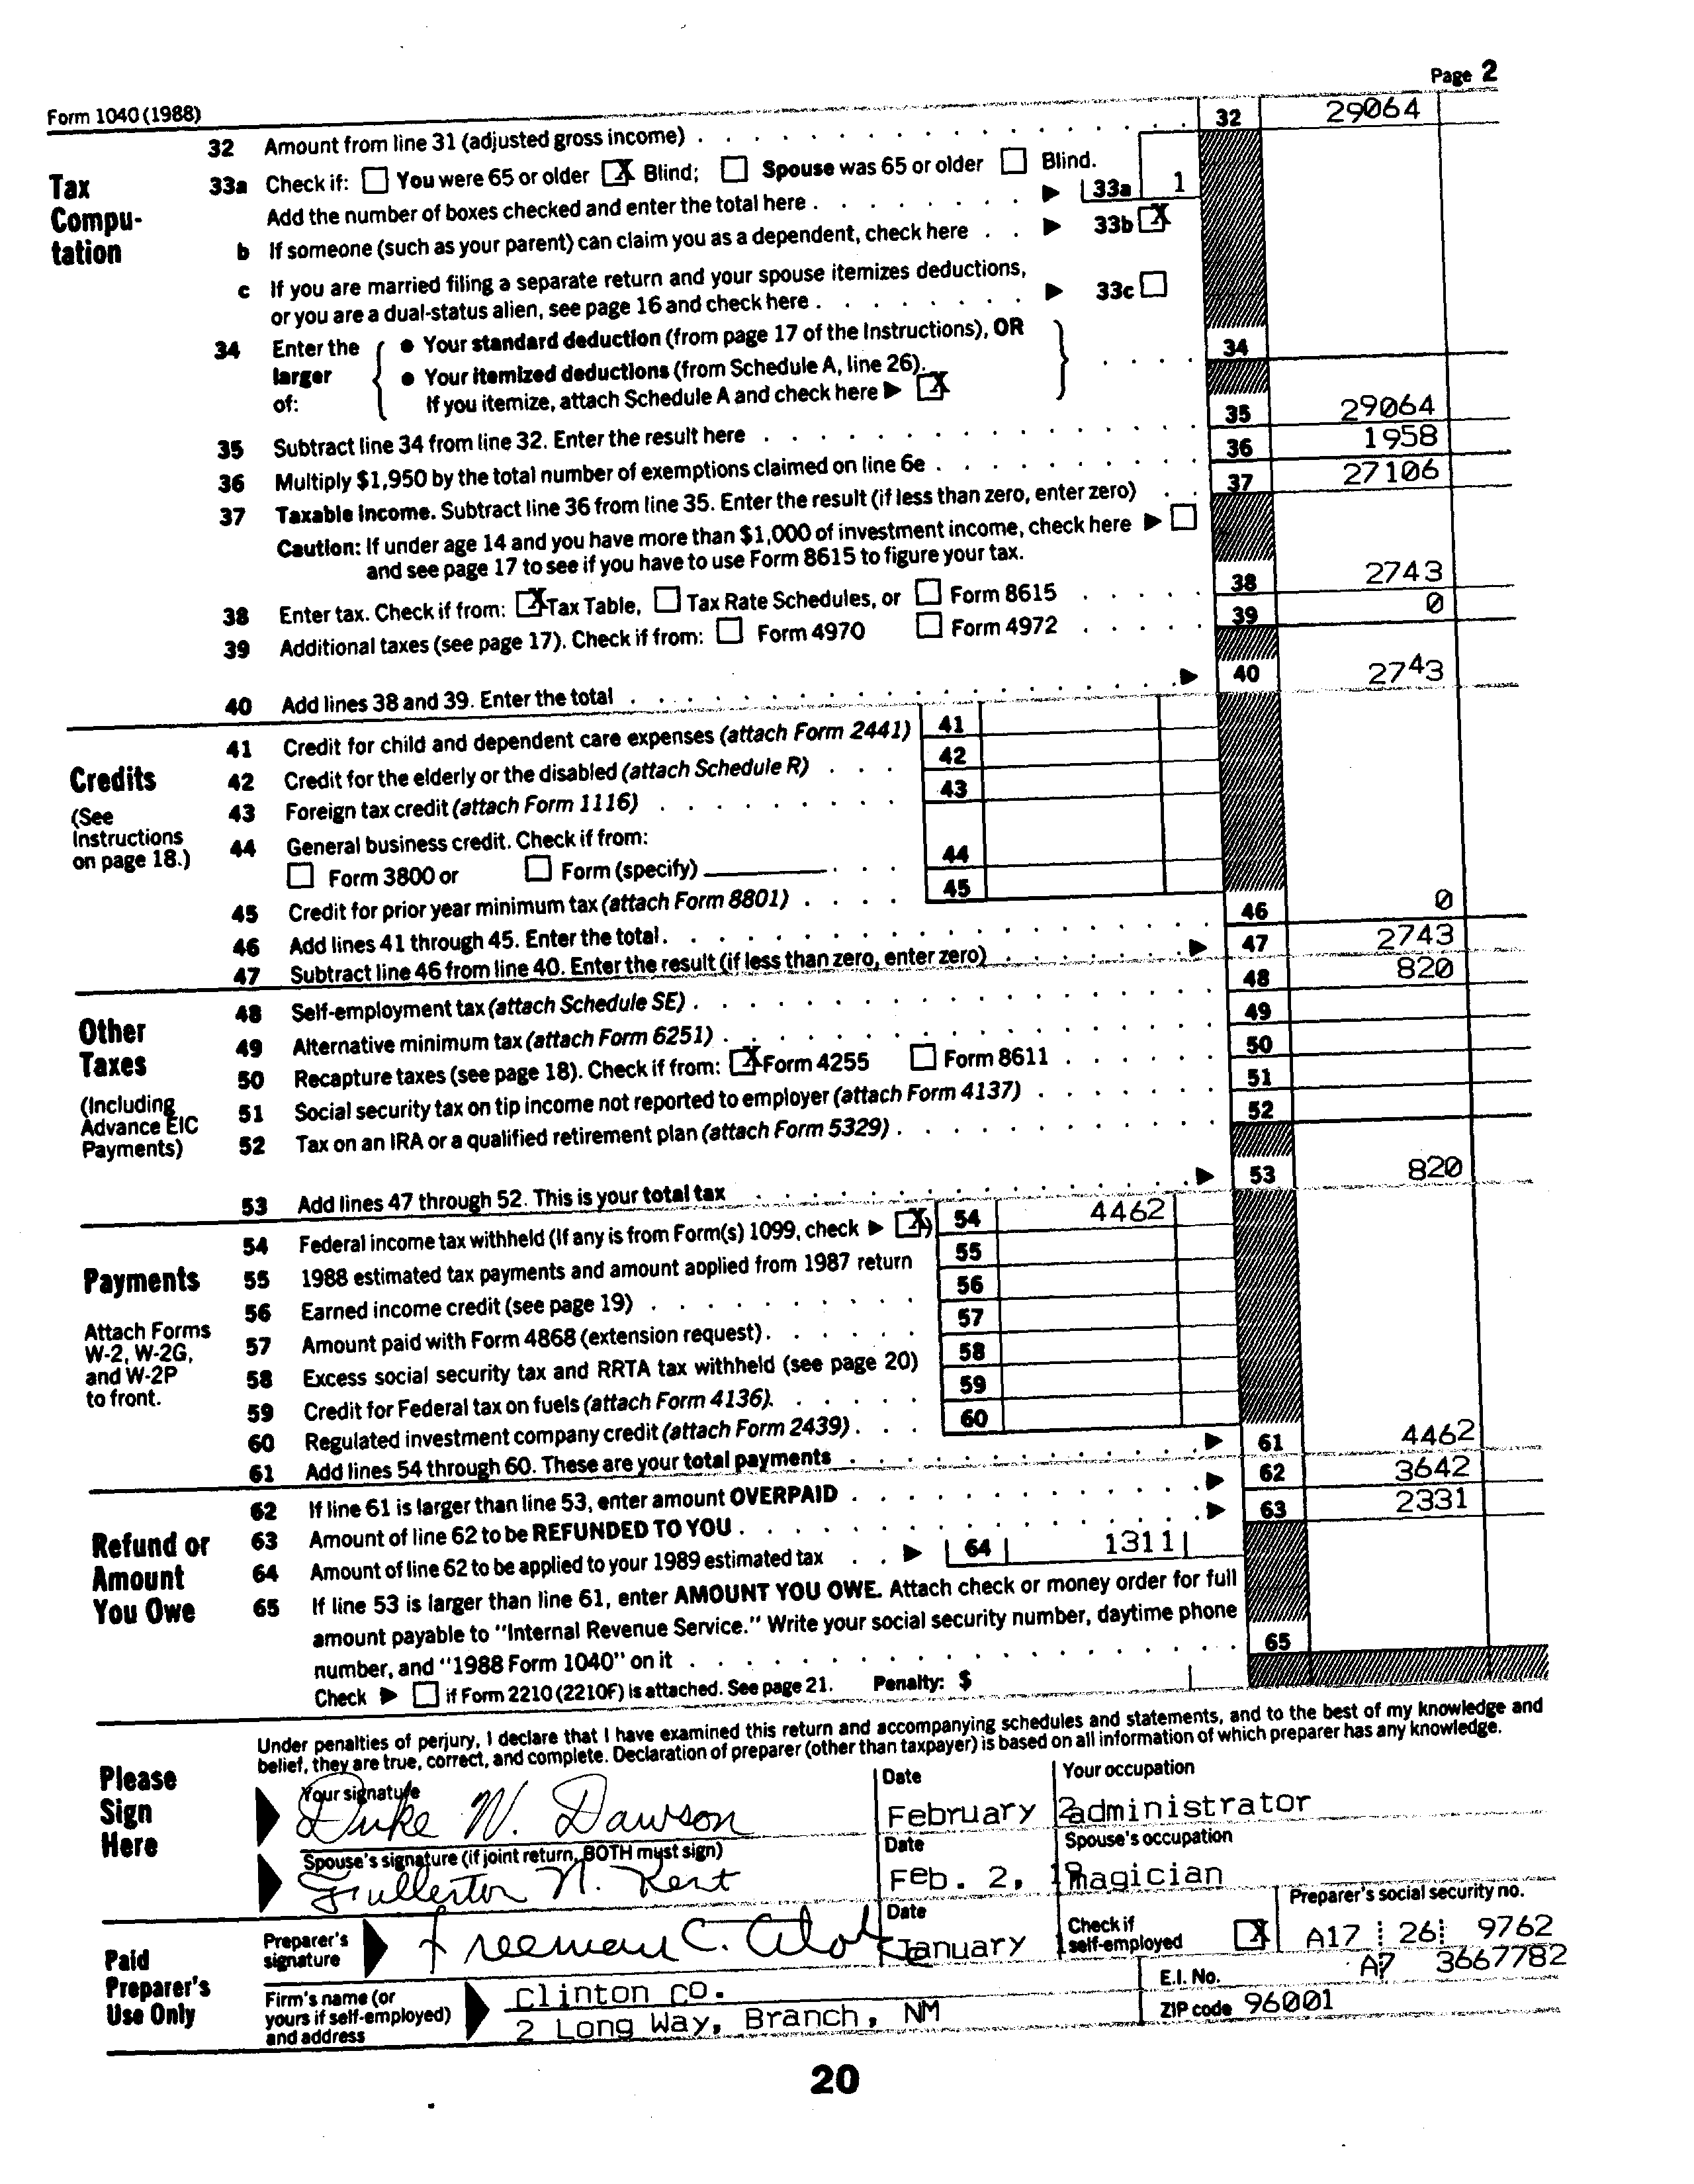 Page 2
Form 1040 (1988)
32 Amount from line 31 (adjusted gross income) 32 29064
Tax Compu- tation
33a Check if: You were 65 or older X Blind; Spouse was 65 or older Blind.
Add the number of boxes checked and enter the total here 33a 1
b If someone (such as your parent) can claim you as a dependent, check here 33b X
c If you are married filing a separate return and your spouse itemizes deductions,
or you are a dual-status alien, see page 16 and check here 33c
34 Enter the larger of:
• Your standard deduction (from page 17 of the Instructions), OR
• Your itemized deductions (from Schedule A, line 26).
If you itemize, attach Schedule A and check here X
34
35 Subtract line 34 from line 32. Enter the result here 35 29064
36 Multiply $1,950 by the total number of exemptions claimed on line 6e 36 1958
37 Taxable income. Subtract line 36 from line 35. Enter the result (if less than zero, enter zero) 37 27106
Caution: If under age 14 and you have more than $1,000 of investment income, check here
and see page 17 to see if you have to use Form 8615 to figure your tax.
38 Enter tax. Check if from: X Tax Table, Tax Rate Schedules, or Form 8615 38 2743
39 Additional taxes (see page 17). Check if from: Form 4970 Form 4972 39 0
40 Add lines 38 and 39. Enter the total 40 2743
Credits
(See Instructions on page 18.)
41 Credit for child and dependent care expenses (attach Form 2441) 41
42 Credit for the elderly or the disabled (attach Schedule R) 42
43 Foreign tax credit (attach Form 1116) 43
44 General business credit. Check if from:
Form 3800 or Form (specify) 44
45 Credit for prior year minimum tax (attach Form 8801) 45
46 Add lines 41 through 45. Enter the total. 46 0
47 Subtract line 46 from line 40. Enter the result (if less than zero, enter zero) 47 2743
Other Taxes
(Including Advance EIC Payments)
48 Self-employment tax (attach Schedule SE) 48 820
49 Alternative minimum tax (attach Form 6251) 49
50 Recapture taxes (see page 18). Check if from: X Form 4255 Form 8611 50
51 Social security tax on tip income not reported to employer (attach Form 4137) 51
52 Tax on an IRA or a qualified retirement plan (attach Form 5329) 52
53 Add lines 47 through 52. This is your total tax 53 820
Payments
Attach Forms W-2, W-2G, and W-2P to front.
54 Federal income tax withheld (If any is from Form(s) 1099, check X) 54 4462
55 1988 estimated tax payments and amount applied from 1987 return 55
56 Earned income credit (see page 19) 56
57 Amount paid with Form 4868 (extension request) 57
58 Excess social security tax and RRTA tax withheld (see page 20) 58
59 Credit for Federal tax on fuels (attach Form 4136) 59
60 Regulated investment company credit (attach Form 2439) 60
61 Add lines 54 through 60. These are your total payments 61 4462
Refund or Amount You Owe
62 If line 61 is larger than line 53, enter amount OVERPAID 62 3642
63 Amount of line 62 to be REFUNDED TO YOU 63 2331
64 Amount of line 62 to be applied to your 1989 estimated tax 64 1311
65 If line 53 is larger than line 61, enter AMOUNT YOU OWE. Attach check or money order for full
amount payable to "Internal Revenue Service." Write your social security number, daytime phone
number, and "1988 Form 1040" on it 65
Check if Form 2210 (2210F) is attached. See page 21. Penalty: $
Please Sign Here
Under penalties of perjury, I declare that I have examined this return and accompanying schedules and statements, and to the best of my knowledge and
belief, they are true, correct, and complete. Declaration of preparer (other than taxpayer) is based on all information of which preparer has any knowledge.
Your signature Date Your occupation
Duke W. Dawson February 2 administrator
Spouse's signature (if joint return, BOTH must sign) Date Spouse's occupation
Fullerton N. Kent Feb. 2, 19 magician
Paid Preparer's Use Only
Preparer's signature Freeman C. Date January 1 Check if self-employed X Preparer's social security no. A17 26 9762
Firm's name (or yours if self-employed) and address Clinton co. E.I. No. A7 3667782
2 Long Way, Branch, NM ZIP code 96001
20